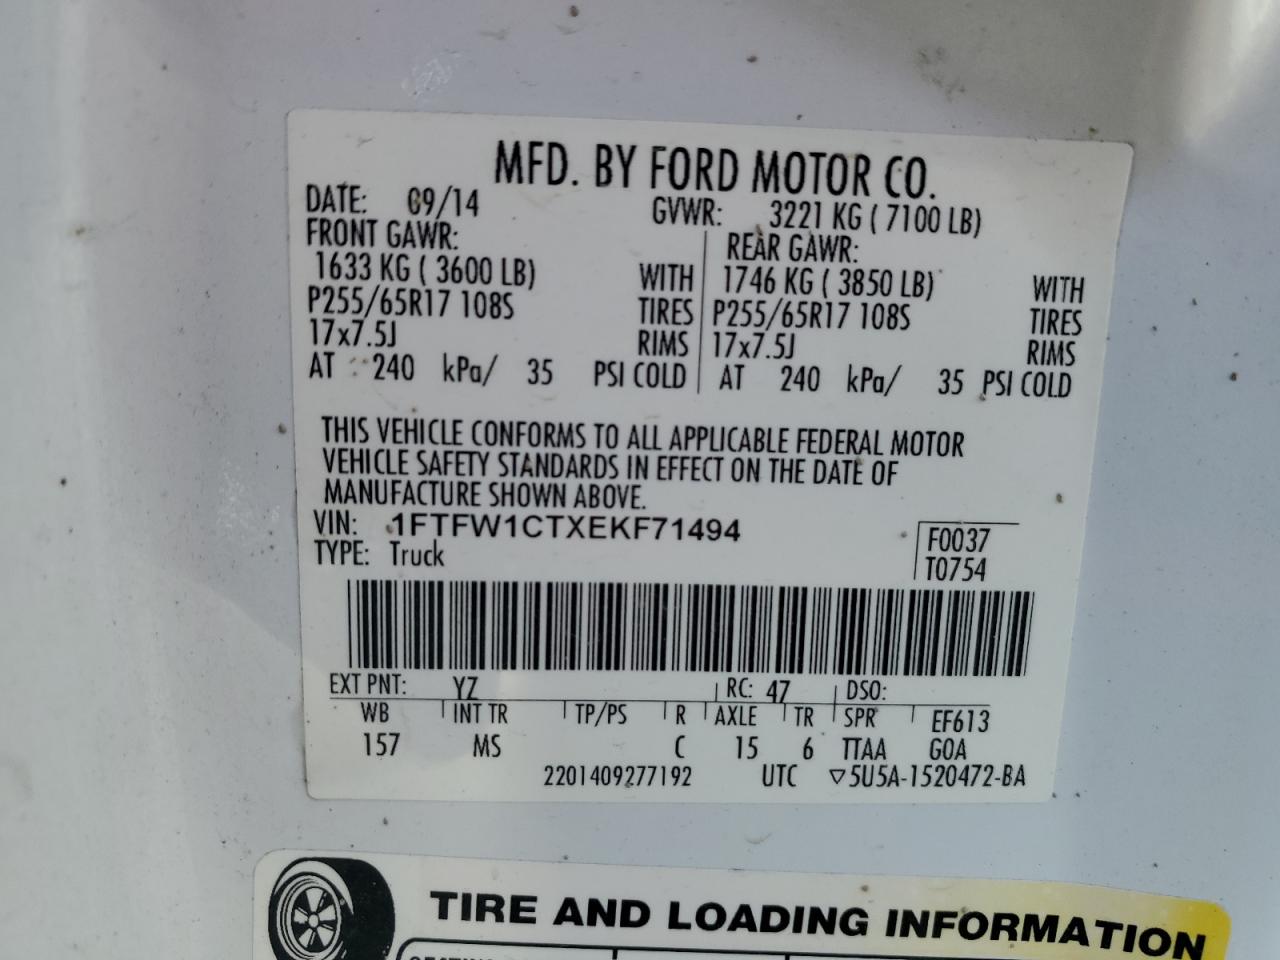 MFD. BY FORD MOTOR CO.
DATE: 09/14 GVWR: 3221 KG ( 7100 LB)
FRONT GAWR: REAR GAWR:
1633 KG ( 3600 LB) WITH 1746 KG ( 3850 LB) WITH
P255/65R17 108S TIRES P255/65R17 108S TIRES
17x7.5J RIMS 17x7.5J RIMS
AT 240 kPa/ 35 PSI COLD AT 240 kPa/ 35 PSI COLD
THIS VEHICLE CONFORMS TO ALL APPLICABLE FEDERAL MOTOR
VEHICLE SAFETY STANDARDS IN EFFECT ON THE DATE OF
MANUFACTURE SHOWN ABOVE.
VIN: 1FTFW1CTXEKF71494 F0037
TYPE: Truck T0754
EXT PNT: YZ RC: 47 DSO:
WB INT TR TP/PS R AXLE TR SPR EF613
157 MS C 15 6 TTAA GOA
2201409277192 UTC ▽5U5A-1520472-BA
TIRE AND LOADING INFORMATION